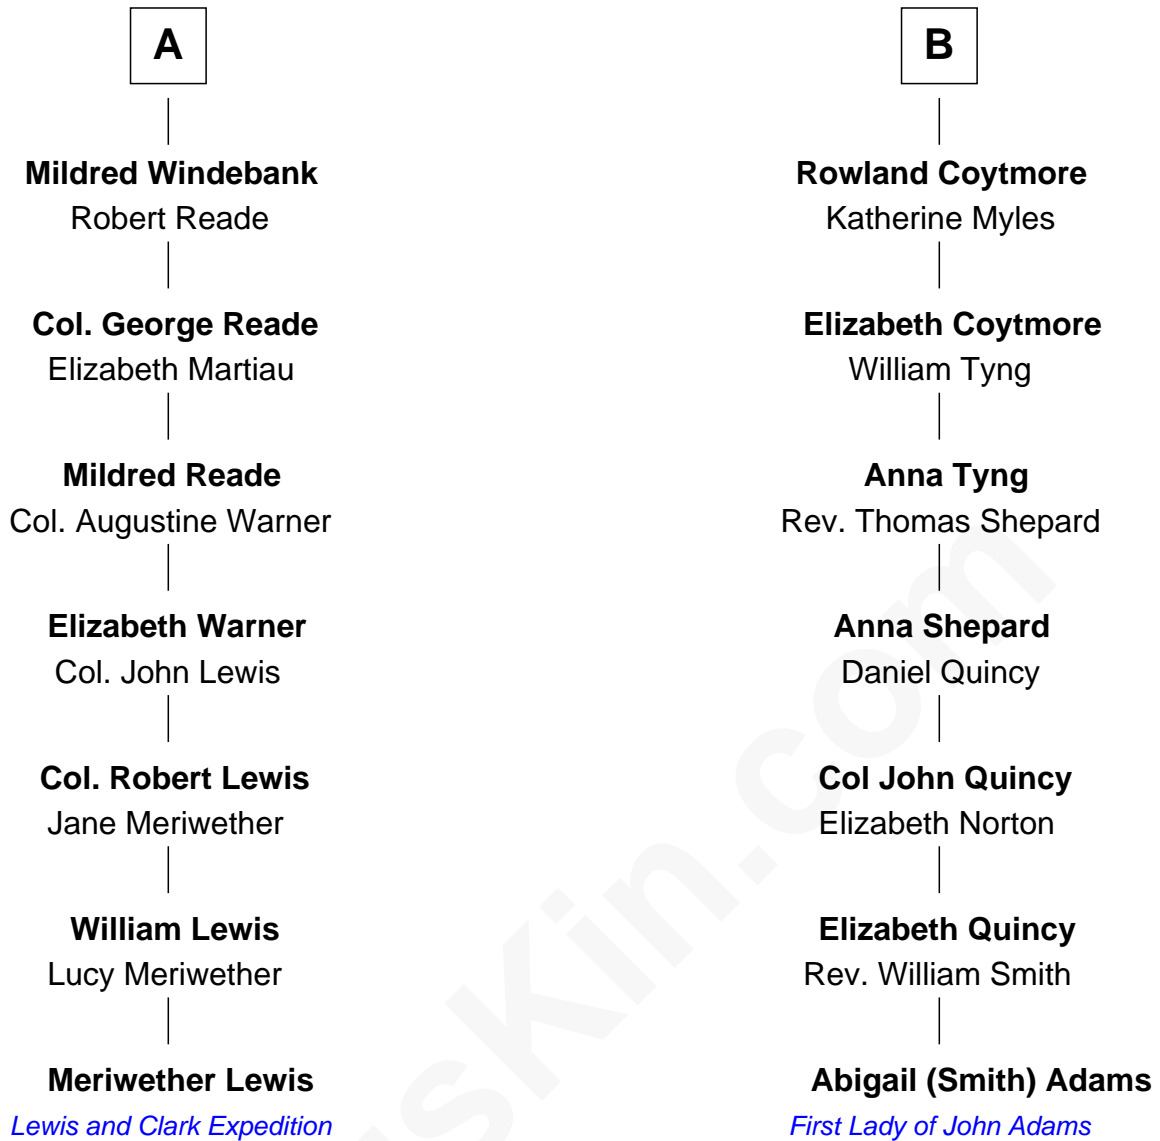 A
Mildred Windebank
Robert Reade
Col. George Reade
Elizabeth Martiau
Mildred Reade
Col. Augustine Warner
Elizabeth Warner
Col. John Lewis
Col. Robert Lewis
Jane Meriwether
William Lewis
Lucy Meriwether
Meriwether Lewis
Lewis and Clark Expedition
B
Rowland Coytmore
Katherine Myles
Elizabeth Coytmore
William Tyng
Anna Tyng
Rev. Thomas Shepard
Anna Shepard
Daniel Quincy
Col John Quincy
Elizabeth Norton
Elizabeth Quincy
Rev. William Smith
Abigail (Smith) Adams
First Lady of John Adams